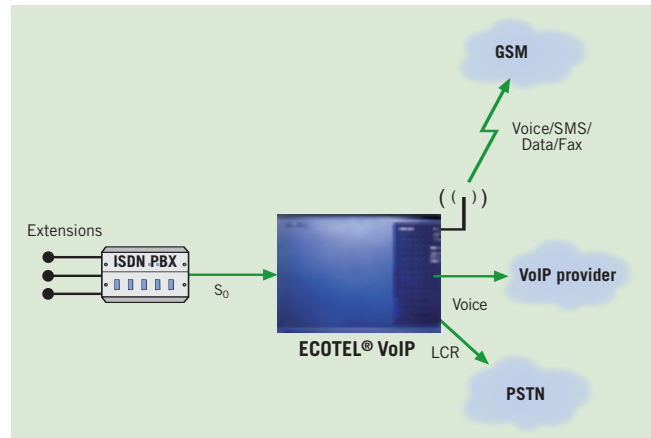 GSM
Voice/SMS/
Data/Fax
Extensions
ISDN PBX
S₀
VoIP provider
Voice
ECOTEL® VoIP
LCR
PSTN